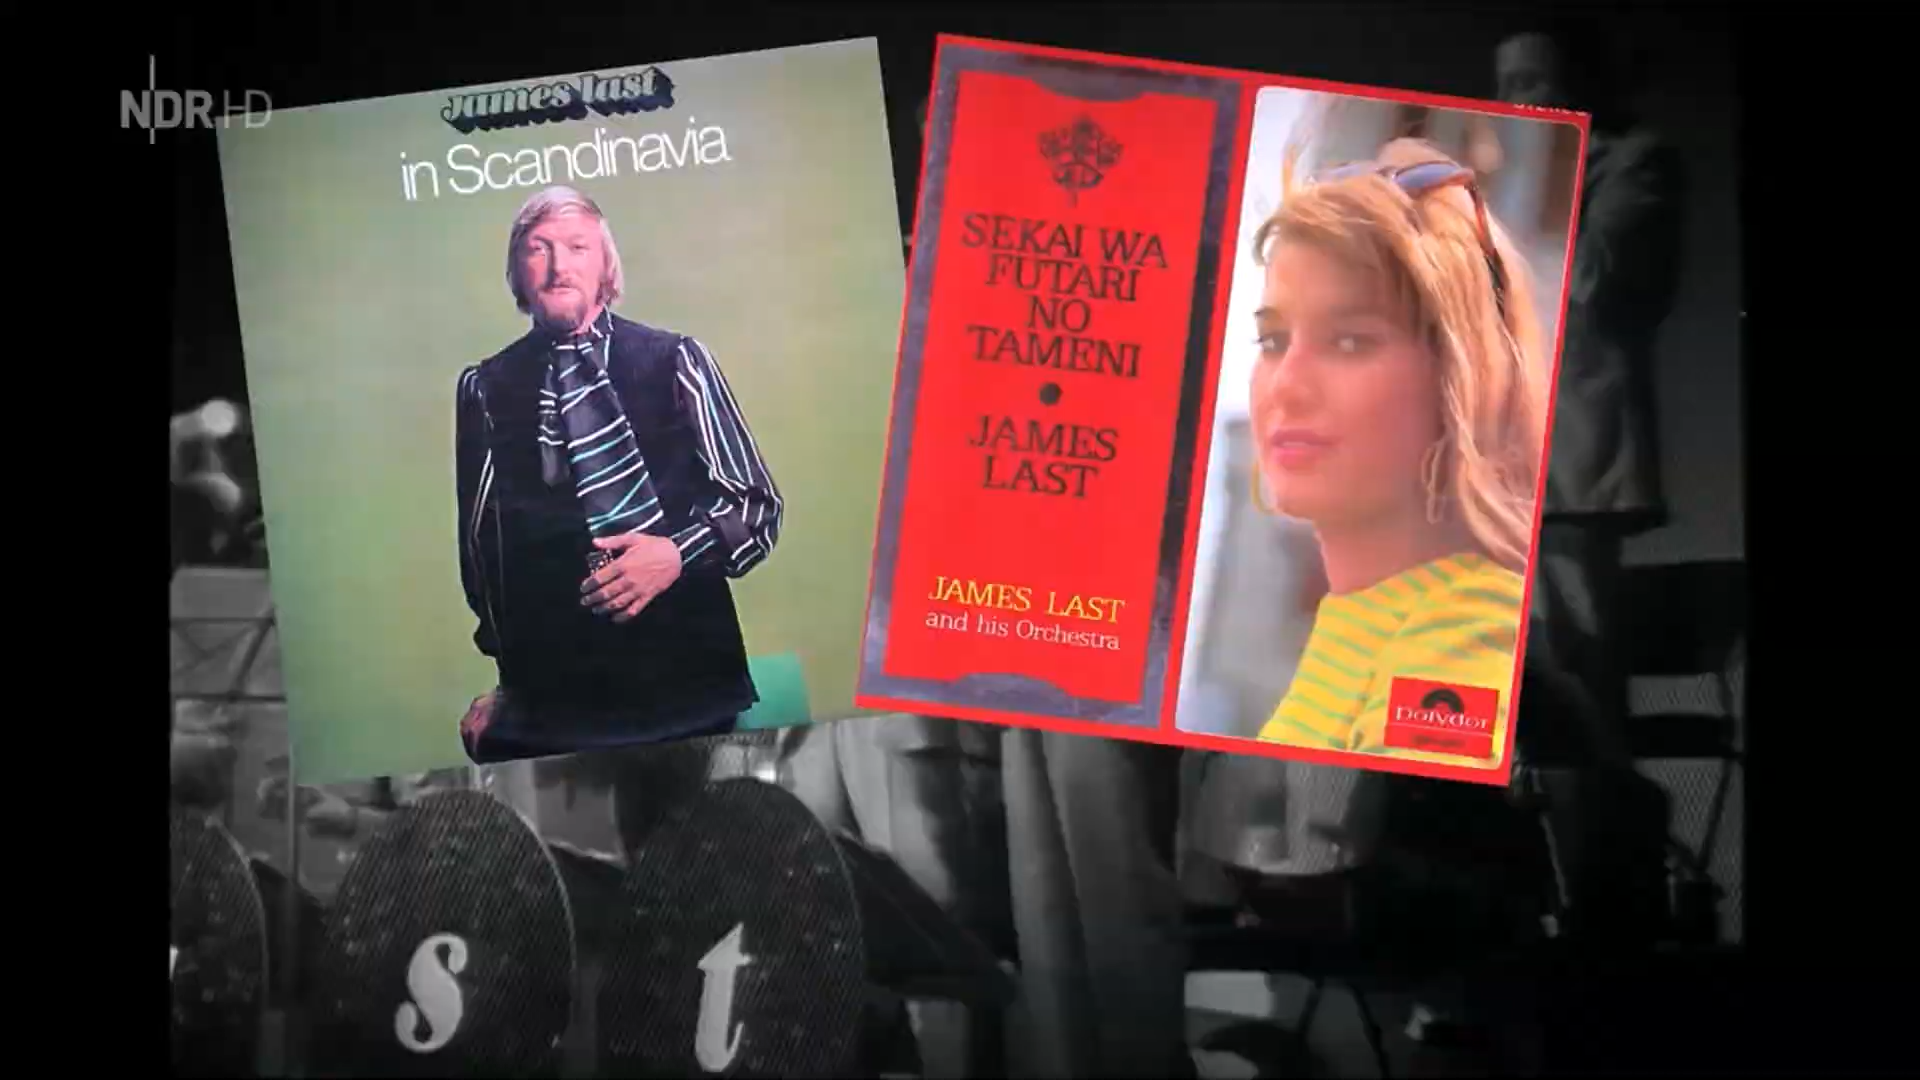 NDR HD
james last
in Scandinavia
SEKAI WA
FUTARI
NO
TAMENI
●
JAMES
LAST
JAMES LAST
and his Orchestra
Polydor
s t